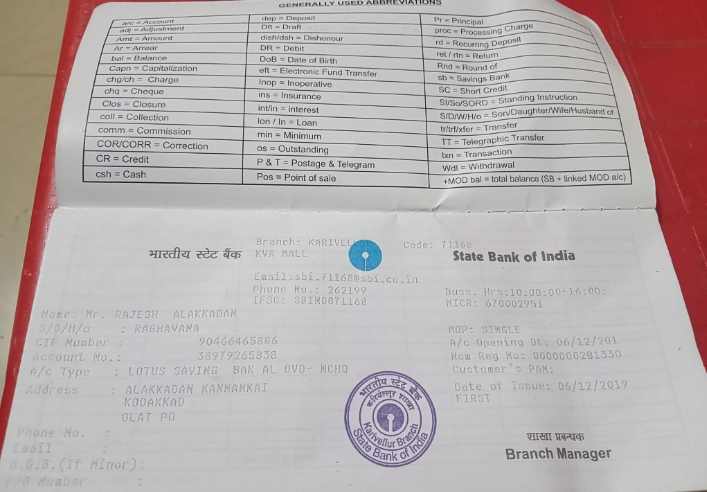 GENERALLY USED ABBREVIATIONS
a/c = Account
adj = Adjustment
Amt = Amount
Ar = Arrear
bal = Balance
Capn = Capitalization
chg/ch = Charge
chq = Cheque
Clos = Closure
coll = Collection
comm = Commission
COR/CORR = Correction
CR = Credit
csh = Cash
dep = Deposit
Dft = Draft
dish/dsh = Dishonour
DR = Debit
DoB = Date of Birth
eft = Electronic Fund Transfer
Inop = Inoperative
ins = Insurance
int/in = interest
lon / ln = Loan
min = Minimum
os = Outstanding
P & T = Postage & Telegram
Pos = Point of sale
Pr = Principal
proc = Processing Charge
rd = Recurring Deposit
ret / rtn = Return
Rnd = Round of
sb = Savings Bank
SC = Short Credit
SI/So/SORD = Standing Instruction
S/D/W/H/o = Son/Daughter/Wife/Husband of
tr/trf/xfer = Transfer
TT = Telegraphic Transfer
txn = Transaction
Wdl = Withdrawal
+MOD bal = total balance (SB + linked MOD a/c)
भारतीय स्टेट बैंक
Branch: KARIVELLUR
KVR MALL
Code: 71168
State Bank of India
Email:sbi.71168@sbi.co.in
Phone No.: 262199
IFSC: SBIN0071168
Buss. Hrs:10:00:00-16:00:
MICR: 670002951
Name: Mr. RAJESH ALAKKADAN
S/D/H/o : RAGHAVAMA
CIF Number : 90466465886
Account No.: 38979265838
A/c Type : LOTUS SAVING BAK AL OVD- NCHQ
Address : ALAKKADAN KANNANKAI
KODAKKAD
OLAT PO
Phone No. :
Email :
D.O.B.(If Minor):
PPO Number :
MOP: SINGLE
A/c Opening Dt: 06/12/201
Nom Reg No: 0000000281330
Customer's PAN:
Date of Issue: 06/12/2019
FIRST
भारतीय स्टेट बैंक
Karivellur Branch
State Bank of India
शाखा प्रबन्धक
Branch Manager